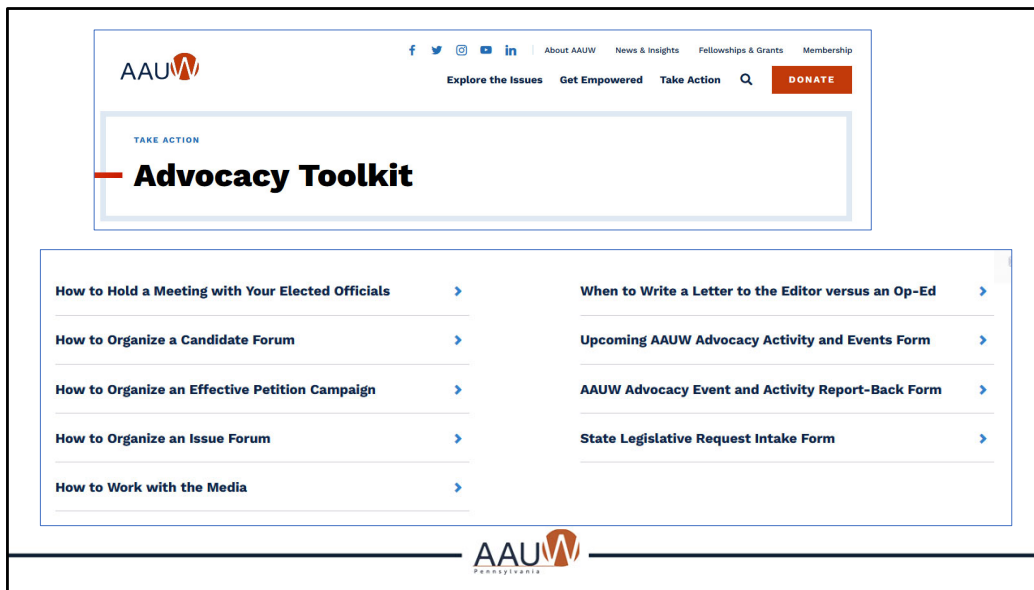 AAUW
About AAUW News & Insights Fellowships & Grants Membership
Explore the Issues Get Empowered Take Action DONATE
TAKE ACTION
Advocacy Toolkit
How to Hold a Meeting with Your Elected Officials
How to Organize a Candidate Forum
How to Organize an Effective Petition Campaign
How to Organize an Issue Forum
How to Work with the Media
When to Write a Letter to the Editor versus an Op-Ed
Upcoming AAUW Advocacy Activity and Events Form
AAUW Advocacy Event and Activity Report-Back Form
State Legislative Request Intake Form
AAUW
Pennsylvania